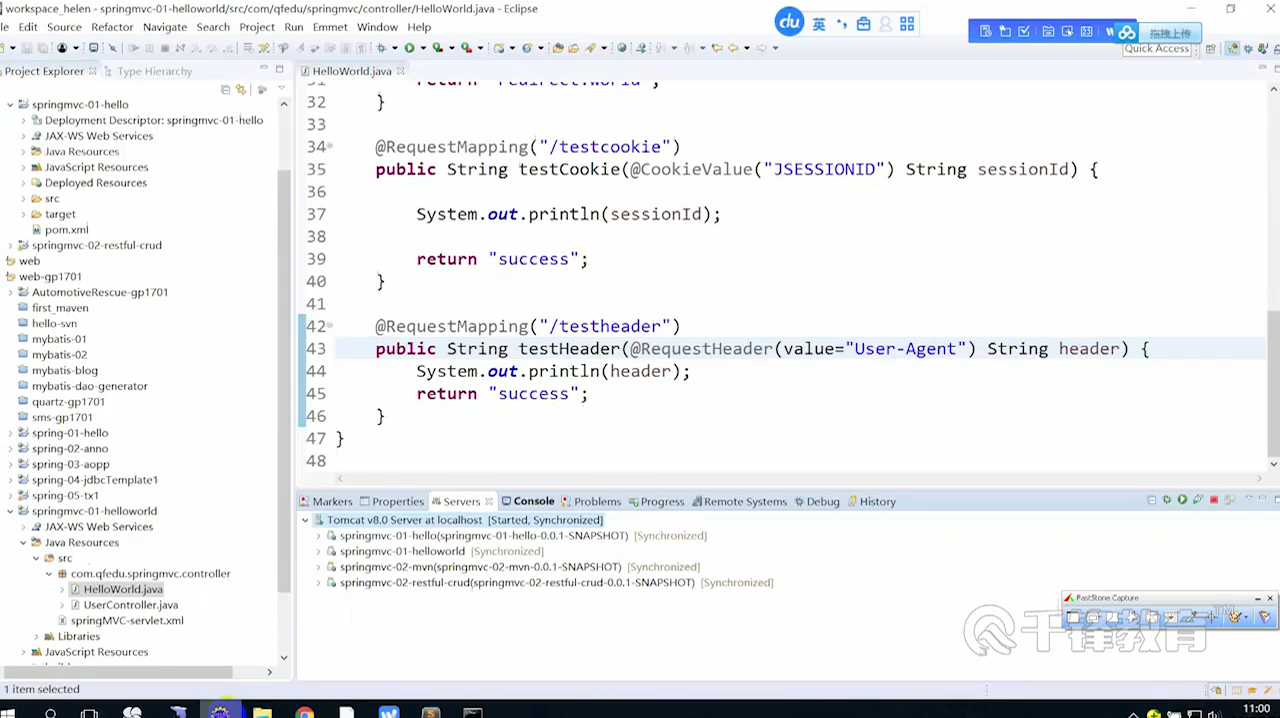 workspace_helen - springmvc-01-helloworld/src/com/qfedu/springmvc/controller/HelloWorld.java - Eclipse
Edit Source Refactor Navigate Search Project Run Emmet Window Help
du 英
拖拽上传
Quick Access
Project Explorer Type Hierarchy
springmvc-01-hello
Deployment Descriptor: springmvc-01-hello
JAX-WS Web Services
Java Resources
JavaScript Resources
Deployed Resources
src
target
pom.xml
springmvc-02-restful-crud
web
web-gp1701
AutomotiveRescue-gp1701
first_maven
hello-svn
mybatis-01
mybatis-02
mybatis-blog
mybatis-dao-generator
quartz-gp1701
sms-gp1701
spring-01-hello
spring-02-anno
spring-03-aopp
spring-04-jdbcTemplate1
spring-05-tx1
springmvc-01-helloworld
JAX-WS Web Services
Java Resources
src
com.qfedu.springmvc.controller
HelloWorld.java
UserController.java
springMVC-servlet.xml
Libraries
JavaScript Resources
HelloWorld.java
31 return "redirect:world";
32 }
33
34 @RequestMapping("/testcookie")
35 public String testCookie(@CookieValue("JSESSIONID") String sessionId) {
36
37 System.out.println(sessionId);
38
39 return "success";
40 }
41
42 @RequestMapping("/testheader")
43 public String testHeader(@RequestHeader(value="User-Agent") String header) {
44 System.out.println(header);
45 return "success";
46 }
47 }
48
Markers Properties Servers Console Problems Progress Remote Systems Debug History
Tomcat v8.0 Server at localhost [Started, Synchronized]
springmvc-01-hello(springmvc-01-hello-0.0.1-SNAPSHOT) [Synchronized]
springmvc-01-helloworld [Synchronized]
springmvc-02-mvn(springmvc-02-mvn-0.0.1-SNAPSHOT) [Synchronized]
springmvc-02-restful-crud(springmvc-02-restful-crud-0.0.1-SNAPSHOT) [Synchronized]
FastStone Capture
千锋教育™
1 item selected
11:00